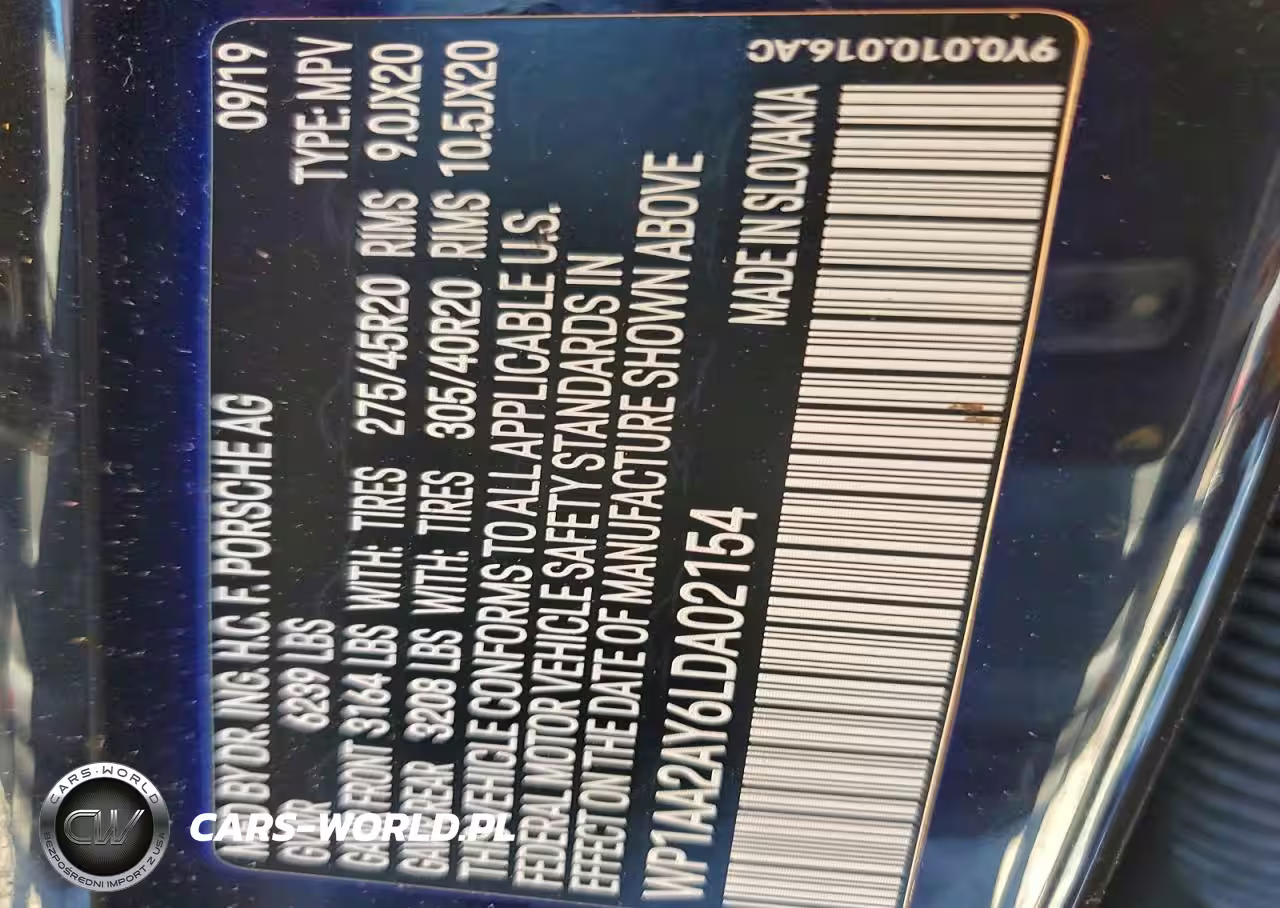 MFD BY DR. ING. H.C. F. PORSCHE AG 09/19
GVWR 6239 LBS TYPE: MPV
GAWR FRONT 3164 LBS WITH: TIRES 275/45R20 RIMS 9.0JX20
GAWR REAR 3208 LBS WITH: TIRES 305/40R20 RIMS 10.5JX20
THIS VEHICLE CONFORMS TO ALL APPLICABLE U.S.
FEDERAL MOTOR VEHICLE SAFETY STANDARDS IN
EFFECT ON THE DATE OF MANUFACTURE SHOWN ABOVE
WP1AA2AY6LDA02154 MADE IN SLOVAKIA
9Y0.010.016.AC
CARS-WORLD
CW
BEZPOŚREDNI IMPORT Z USA
CARS-WORLD.PL